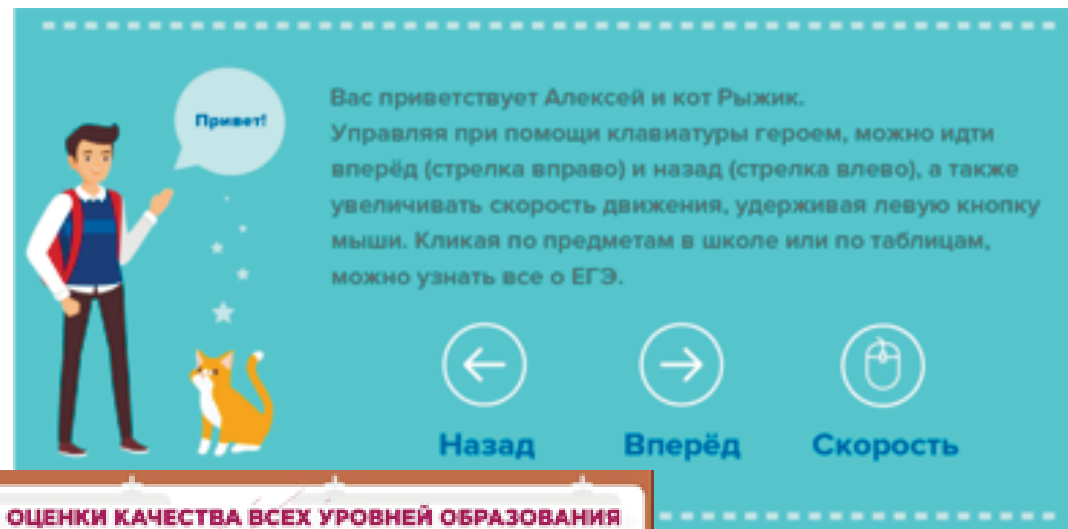 Привет!
Вас приветствует Алексей и кот Рыжик.
Управляя при помощи клавиатуры героем, можно идти
вперёд (стрелка вправо) и назад (стрелка влево), а также
увеличивать скорость движения, удерживая левую кнопку
мыши. Кликая по предметам в школе или по таблицам,
можно узнать все о ЕГЭ.
Назад Вперёд Скорость
ОЦЕНКИ КАЧЕСТВА ВСЕХ УРОВНЕЙ ОБРАЗОВАНИЯ